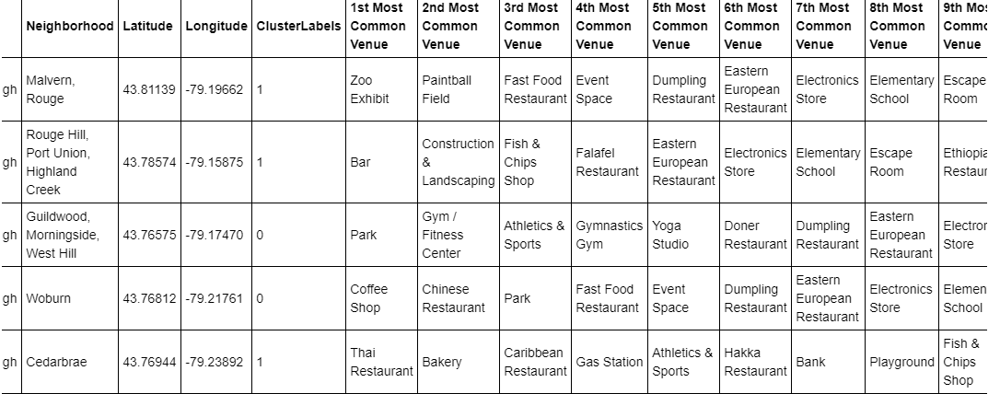 Neighborhood Latitude Longitude ClusterLabels 1st Most Common Venue 2nd Most Common Venue 3rd Most Common Venue 4th Most Common Venue 5th Most Common Venue 6th Most Common Venue 7th Most Common Venue 8th Most Common Venue 9th Mos Commo Venue
gh Malvern, Rouge 43.81139 -79.19662 1 Zoo Exhibit Paintball Field Fast Food Restaurant Event Space Dumpling Restaurant Eastern European Restaurant Electronics Store Elementary School Escape Room
gh Rouge Hill, Port Union, Highland Creek 43.78574 -79.15875 1 Bar Construction & Landscaping Fish & Chips Shop Falafel Restaurant Eastern European Restaurant Electronics Store Elementary School Escape Room Ethiopia Restaur
gh Guildwood, Morningside, West Hill 43.76575 -79.17470 0 Park Gym / Fitness Center Athletics & Sports Gymnastics Gym Yoga Studio Doner Restaurant Dumpling Restaurant Eastern European Restaurant Electror Store
gh Woburn 43.76812 -79.21761 0 Coffee Shop Chinese Restaurant Park Fast Food Restaurant Event Space Dumpling Restaurant Eastern European Restaurant Electronics Store Elemen School
gh Cedarbrae 43.76944 -79.23892 1 Thai Restaurant Bakery Caribbean Restaurant Gas Station Athletics & Sports Hakka Restaurant Bank Playground Fish & Chips Shop